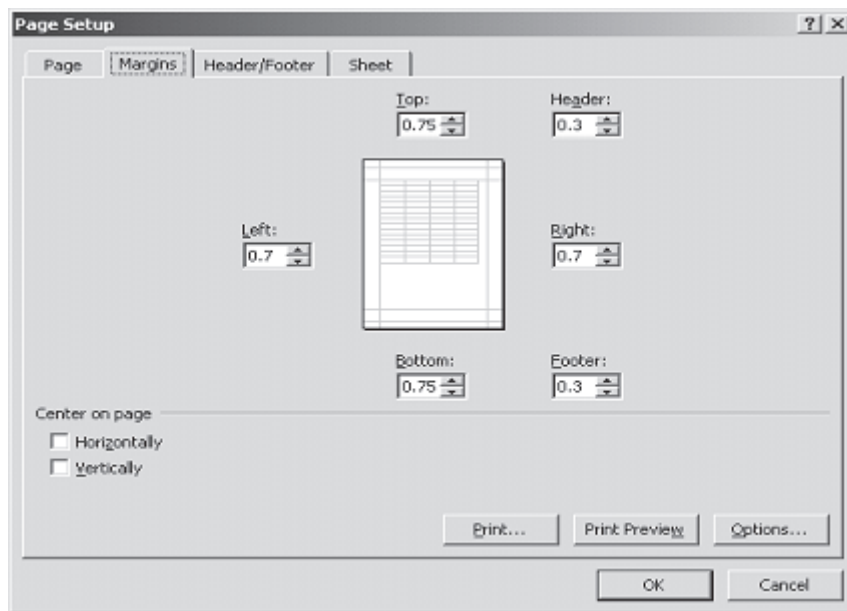 Page Setup
Page Margins Header/Footer Sheet
Top: Header:
0.75 0.3
Left: Right:
0.7 0.7
Bottom: Footer:
0.75 0.3
Center on page
Horizontally
Vertically
Print... Print Preview Options...
OK Cancel